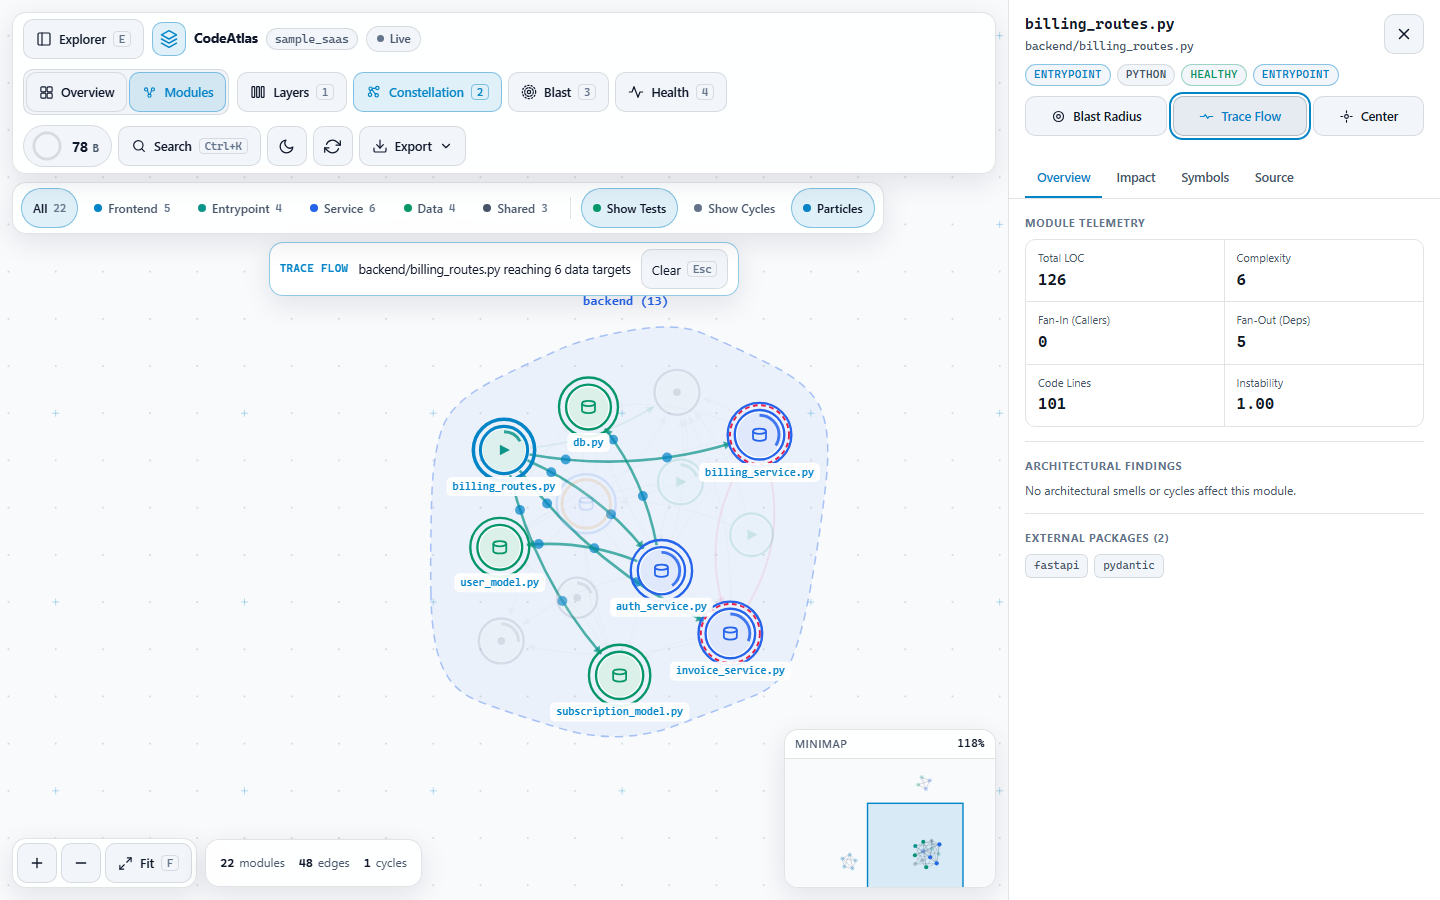 Explorer E CodeAtlas sample_saas Live
Overview Modules Layers 1 Constellation 2 Blast 3 Health 4
78 B Search Ctrl+K Export
All 22 Frontend 5 Entrypoint 4 Service 6 Data 4 Shared 3 Show Tests Show Cycles Particles
TRACE FLOW backend/billing_routes.py reaching 6 data targets Clear Esc
backend (13)
db.py
billing_service.py
billing_routes.py
user_model.py
auth_service.py
invoice_service.py
subscription_model.py
MINIMAP 118%
+ − Fit F 22 modules 48 edges 1 cycles
billing_routes.py
backend/billing_routes.py
ENTRYPOINT PYTHON HEALTHY ENTRYPOINT
Blast Radius Trace Flow Center
Overview Impact Symbols Source
MODULE TELEMETRY
Total LOC Complexity
126 6
Fan-In (Callers) Fan-Out (Deps)
0 5
Code Lines Instability
101 1.00
ARCHITECTURAL FINDINGS
No architectural smells or cycles affect this module.
EXTERNAL PACKAGES (2)
fastapi pydantic